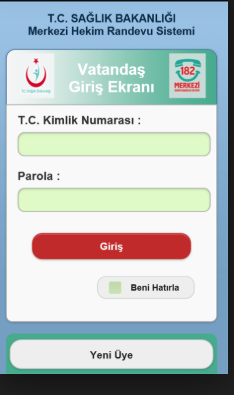 T.C. SAĞLIK BAKANLIĞI
Merkezi Hekim Randevu Sistemi
Vatandaş
Giriş Ekranı
182
MERKEZİ
T.C. Kimlik Numarası :
Parola :
Giriş
Beni Hatırla
Yeni Üye